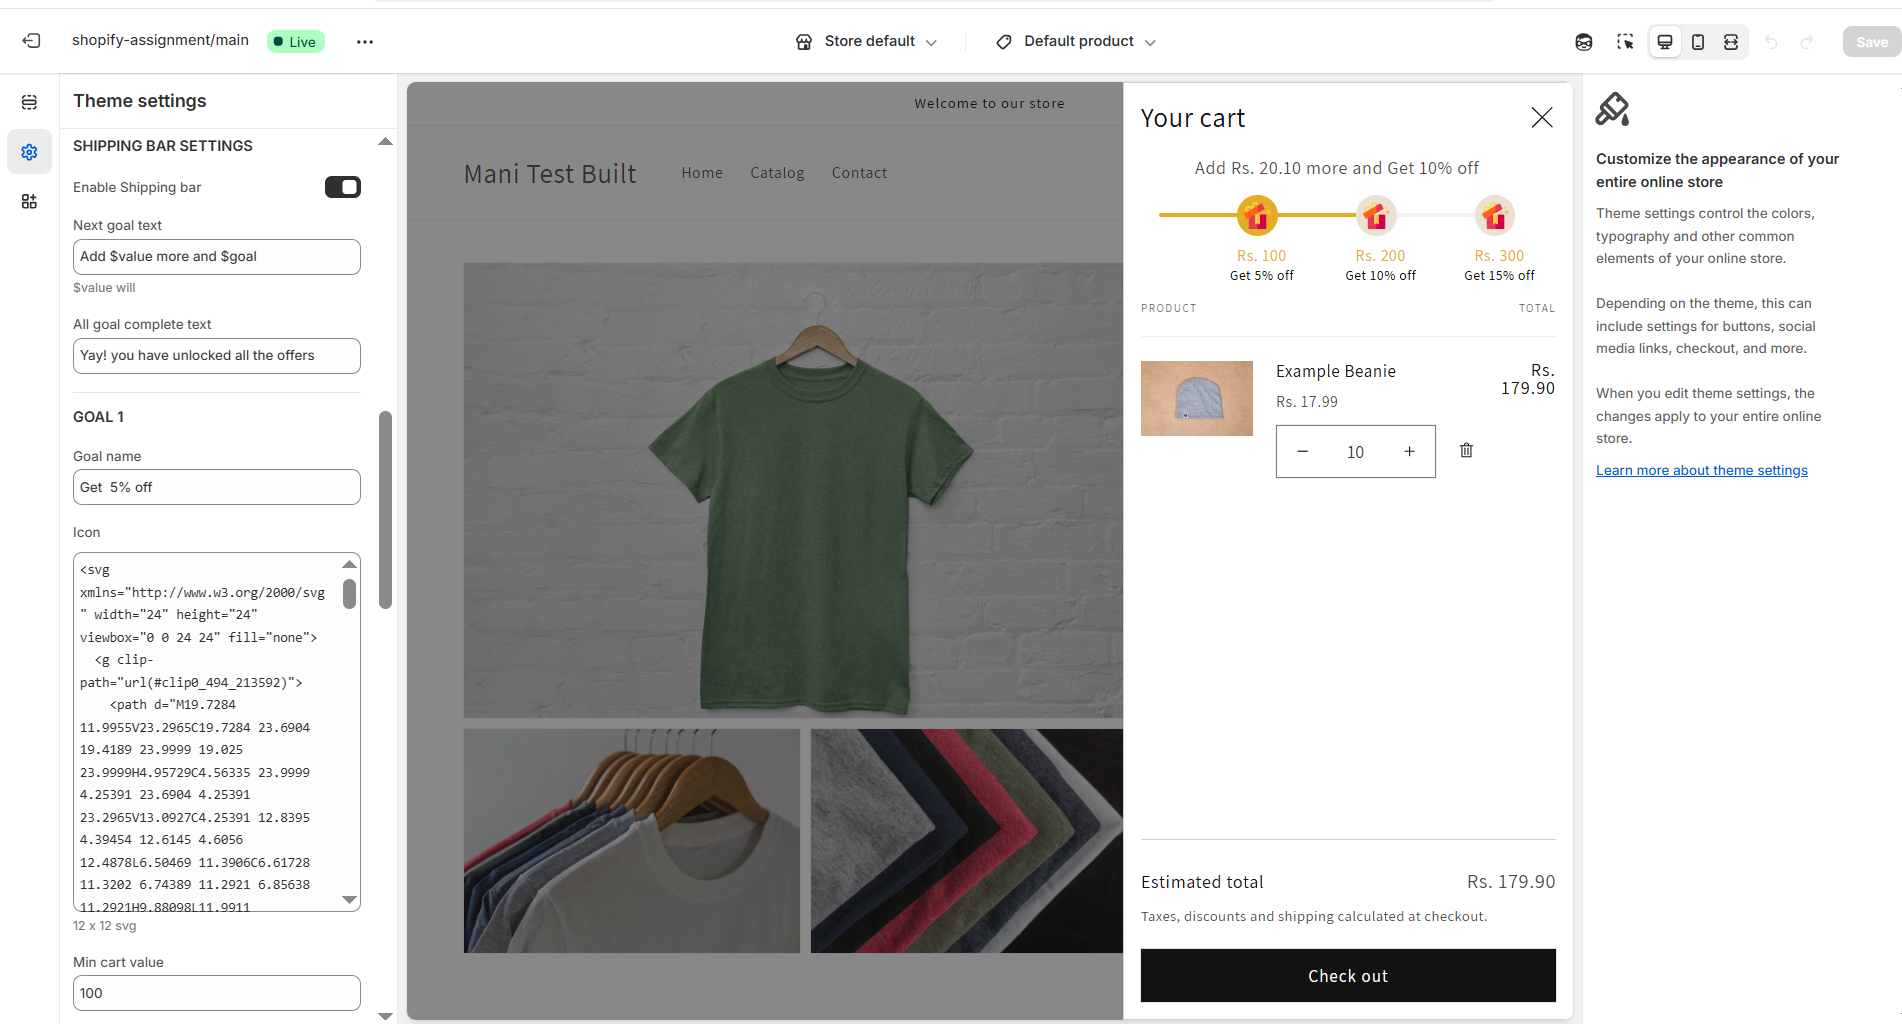 shopify-assignment/main
Live
Store default
Default product
Save
Theme settings
SHIPPING BAR SETTINGS
Enable Shipping bar
Next goal text
Add $value more and $goal
$value will
All goal complete text
Yay! you have unlocked all the offers
GOAL 1
Goal name
Get  5% off
Icon
<svg
xmlns="http://www.w3.org/2000/svg
" width="24" height="24"
viewbox="0 0 24 24" fill="none">
<g clip-
path="url(#clip0_494_213592)">
<path d="M19.7284
11.9955V23.2965C19.7284 23.6904
19.4189 23.9999 19.025
23.9999H4.95729C4.56335 23.9999
4.25391 23.6904 4.25391
23.2965V13.0927C4.25391 12.8395
4.39454 12.6145 4.6056
12.4878L6.50469 11.3906C6.61728
11.3202 6.74389 11.2921 6.85638
11.2921H9.88098L11.9911
12 x 12 svg
Min cart value
100
Welcome to our store
Mani Test Built
Home
Catalog
Contact
Your cart
Add Rs. 20.10 more and Get 10% off
Rs. 100
Get 5% off
Rs. 200
Get 10% off
Rs. 300
Get 15% off
PRODUCT
TOTAL
Example Beanie
Rs. 17.99
Rs.
179.90
10
Estimated total
Rs. 179.90
Taxes, discounts and shipping calculated at checkout.
Check out
Customize the appearance of your
entire online store
Theme settings control the colors,
typography and other common
elements of your online store.
Depending on the theme, this can
include settings for buttons, social
media links, checkout, and more.
When you edit theme settings, the
changes apply to your entire online
store.
Learn more about theme settings